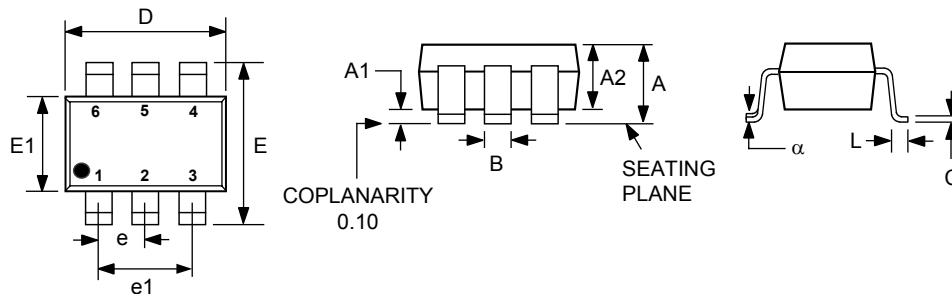 D
6 5 4
E1
E
1 2 3
e
e1
A1
A2
A
B
COPLANARITY
0.10
SEATING
PLANE
α
L
C